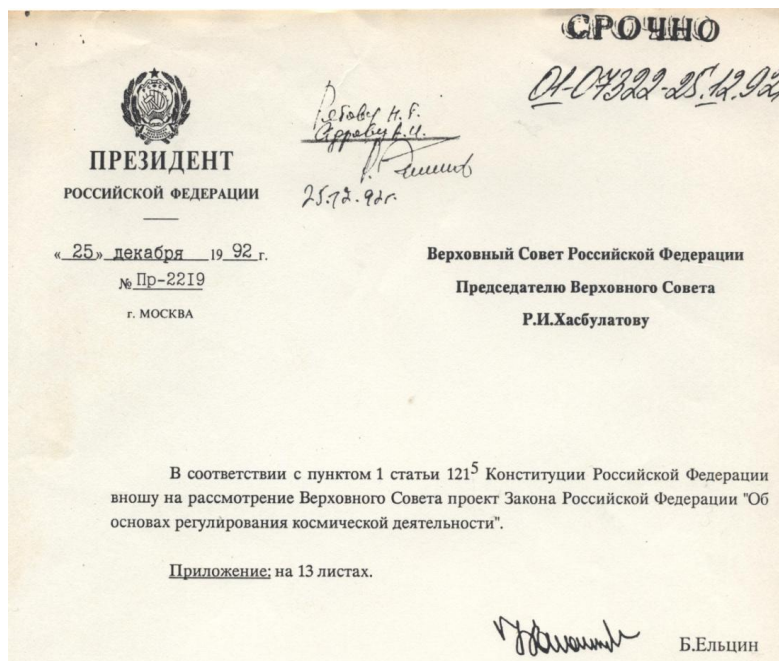 СРОЧНО
01-07322-25.12.92
Рябову Н.Т.
25.12.92г.
ПРЕЗИДЕНТ
РОССИЙСКОЙ ФЕДЕРАЦИИ
«25» декабря 1992 г.
№ Пр-2219
г. МОСКВА
Верховный Совет Российской Федерации
Председателю Верховного Совета
Р.И.Хасбулатову
В соответствии с пунктом 1 статьи 121⁵ Конституции Российской Федерации
вношу на рассмотрение Верховного Совета проект Закона Российской Федерации "Об
основах регулирования космической деятельности".
Приложение: на 13 листах.
Б.Ельцин